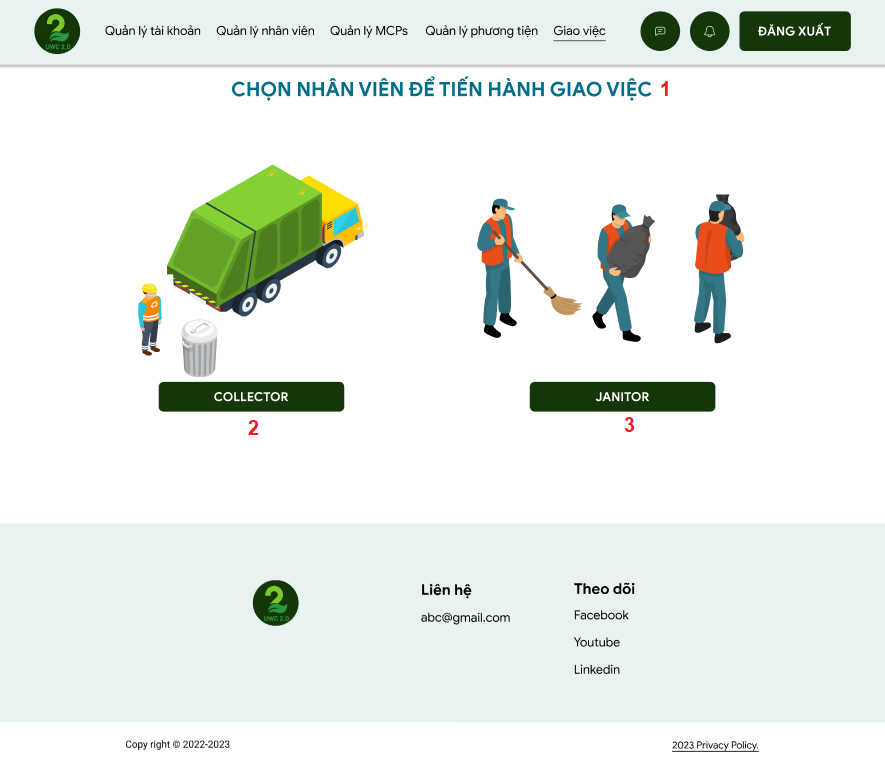 UWC 2.0
Quản lý tài khoản Quản lý nhân viên Quản lý MCPs Quản lý phương tiện Giao việc ĐĂNG XUẤT
CHỌN NHÂN VIÊN ĐỂ TIẾN HÀNH GIAO VIỆC 1
COLLECTOR
2
JANITOR
3
UWC 2.0
Liên hệ
abc@gmail.com
Theo dõi
Facebook
Youtube
Linkedin
Copy right © 2022-2023
2023 Privacy Policy.